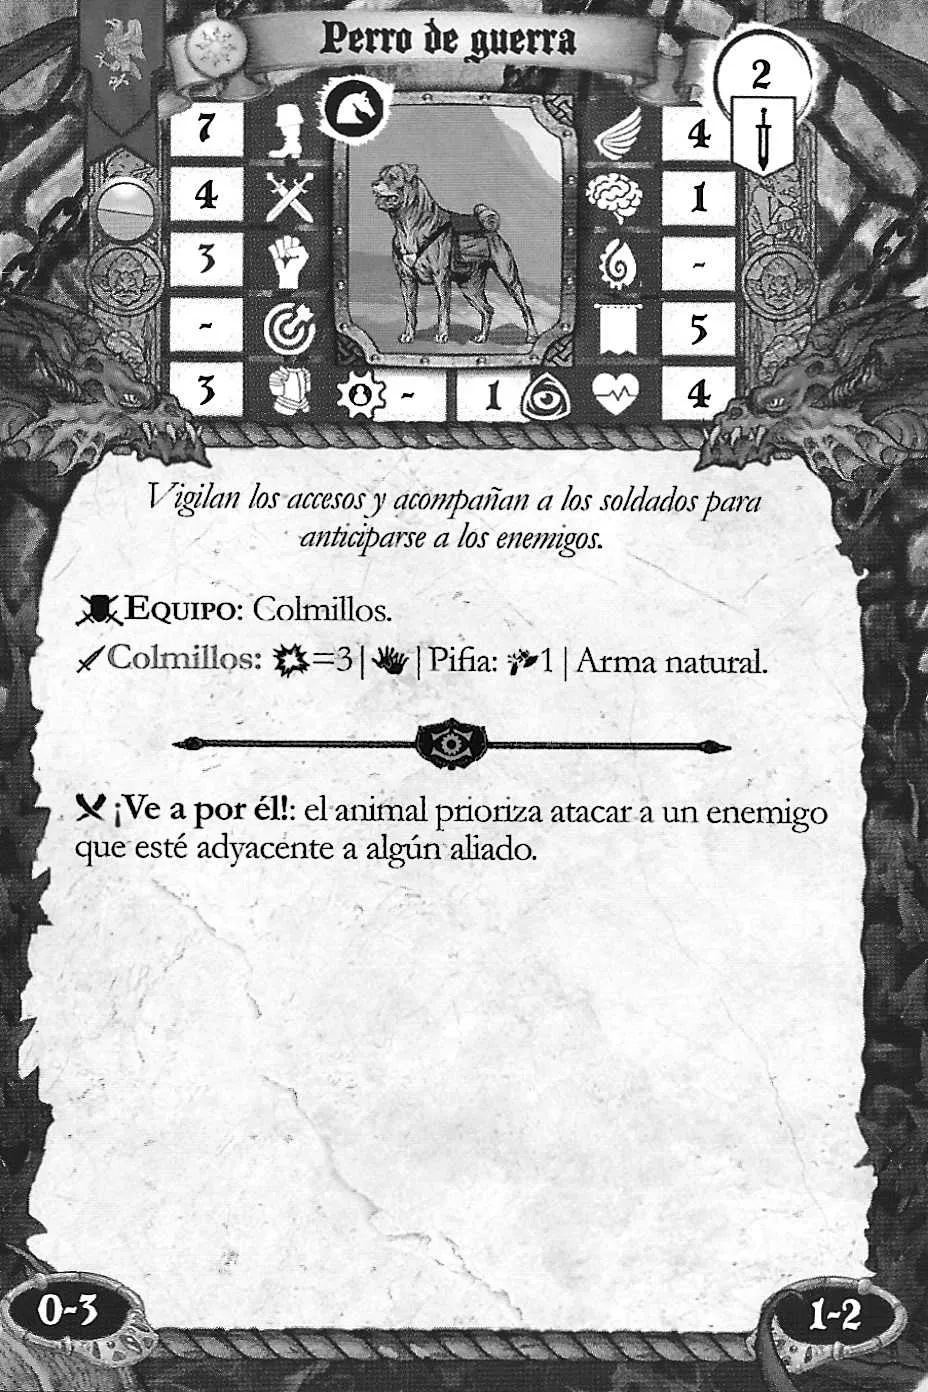 Perro de guerra
2
7
4
4
1
3
-
-
5
3
-
1
4
Vigilan los accesos y acompañan a los soldados para
anticiparse a los enemigos.
EQUIPO: Colmillos.
Colmillos: =3 | | Pifia: 1 | Arma natural.
¡Ve a por él!: el animal prioriza atacar a un enemigo
que esté adyacente a algún aliado.
0-3
1-2